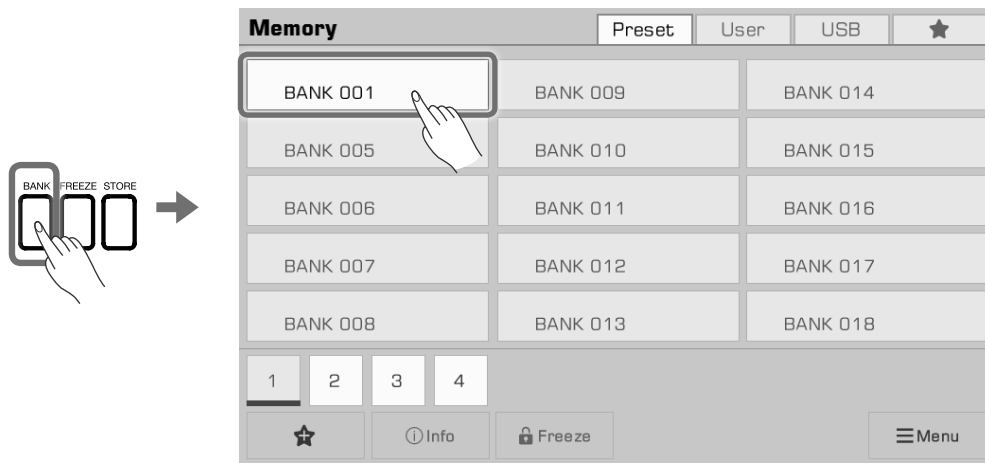 Memory Preset User USB
BANK 001 BANK 009 BANK 014
BANK 005 BANK 010 BANK 015
BANK FREEZE STORE
BANK 006 BANK 011 BANK 016
BANK 007 BANK 012 BANK 017
BANK 008 BANK 013 BANK 018
1 2 3 4
Info Freeze Menu